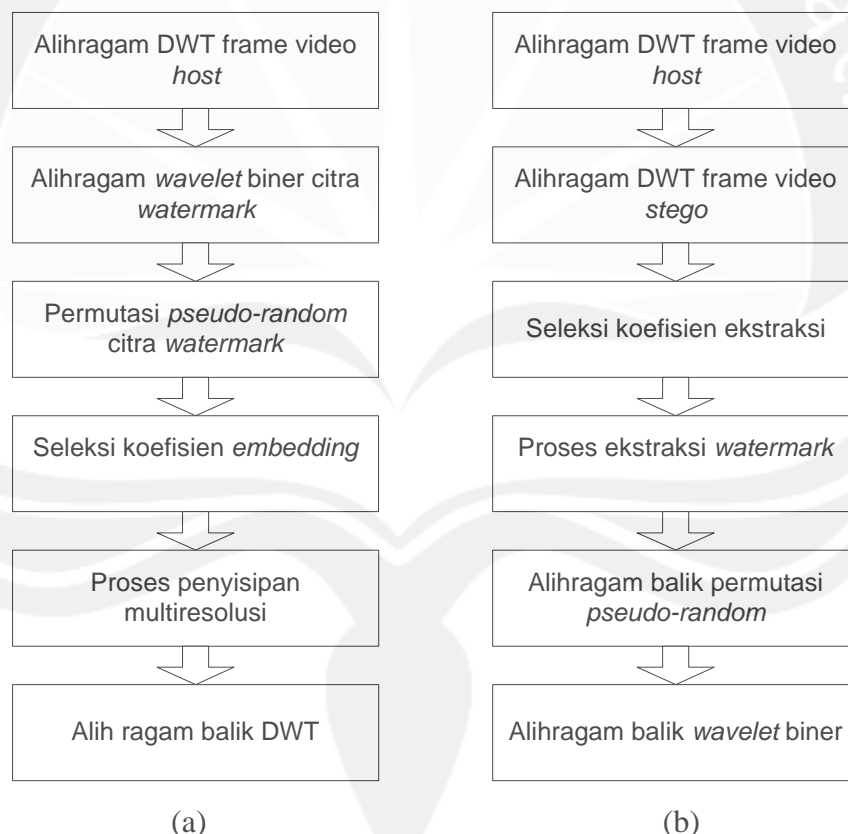 Alihragam DWT frame video
host
Alihragam wavelet biner citra
watermark
Permutasi pseudo-random
citra watermark
Seleksi koefisien embedding
Proses penyisipan
multiresolusi
Alih ragam balik DWT
(a)
Alihragam DWT frame video
host
Alihragam DWT frame video
stego
Seleksi koefisien ekstraksi
Proses ekstraksi watermark
Alihragam balik permutasi
pseudo-random
Alihragam balik wavelet biner
(b)